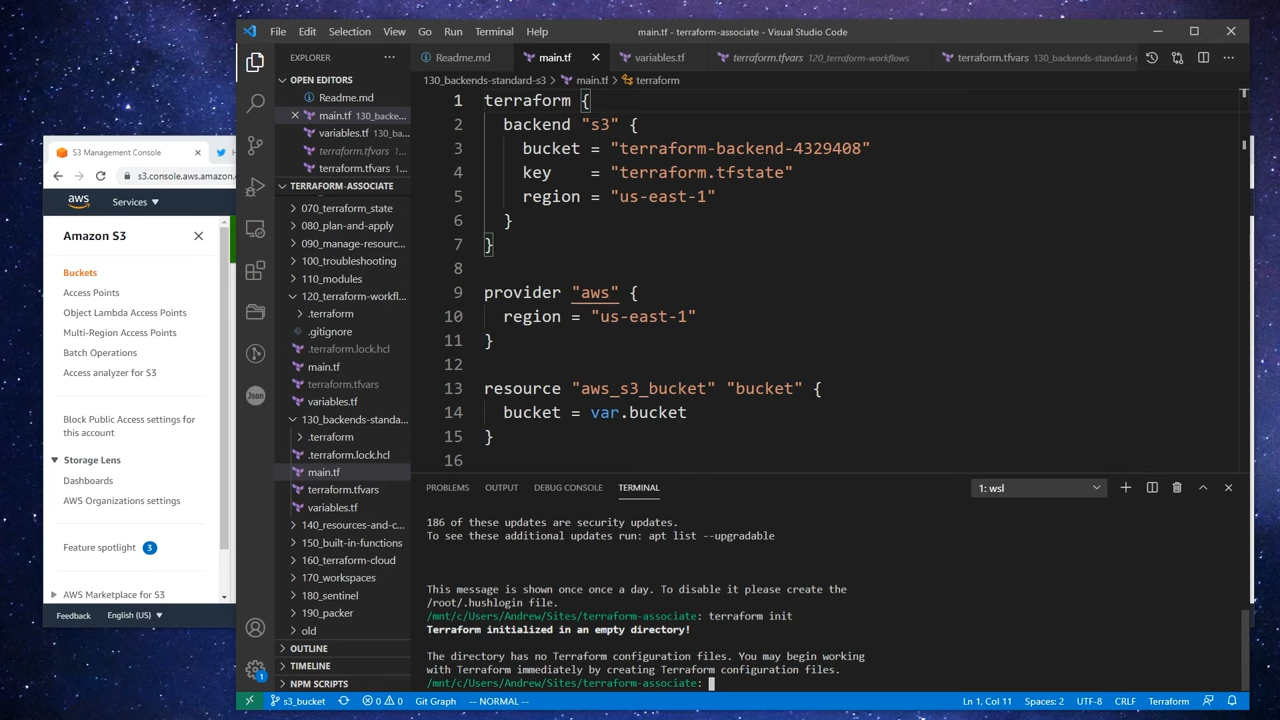 File Edit Selection View Go Run Terminal Help
main.tf - terraform-associate - Visual Studio Code
EXPLORER
OPEN EDITORS
Readme.md
main.tf 130_backe...
variables.tf 130_ba...
terraform.tfvars 1...
terraform.tfvars 1...
TERRAFORM-ASSOCIATE
070_terraform_state
080_plan-and-apply
090_manage-resourc...
100_troubleshooting
110_modules
120_terraform-workfl...
.terraform
.gitignore
.terraform.lock.hcl
main.tf
terraform.tfvars
variables.tf
130_backends-standa...
.terraform
.terraform.lock.hcl
main.tf
terraform.tfvars
variables.tf
140_resources-and-c...
150_built-in-functions
160_terraform-cloud
170_workspaces
180_sentinel
190_packer
old
OUTLINE
TIMELINE
NPM SCRIPTS
Json
1
Readme.md
main.tf
variables.tf
terraform.tfvars 120_terraform-workflows
terraform.tfvars 130_backends-standard-s
130_backends-standard-s3 > main.tf > terraform
1 terraform {
2 backend "s3" {
3 bucket = "terraform-backend-4329408"
4 key = "terraform.tfstate"
5 region = "us-east-1"
6 }
7 }
8
9 provider "aws" {
10 region = "us-east-1"
11 }
12
13 resource "aws_s3_bucket" "bucket" {
14 bucket = var.bucket
15 }
16
PROBLEMS OUTPUT DEBUG CONSOLE TERMINAL
1: wsl
186 of these updates are security updates.
To see these additional updates run: apt list --upgradable
This message is shown once once a day. To disable it please create the
/root/.hushlogin file.
/mnt/c/Users/Andrew/Sites/terraform-associate: terraform init
Terraform initialized in an empty directory!
The directory has no Terraform configuration files. You may begin working
with Terraform immediately by creating Terraform configuration files.
/mnt/c/Users/Andrew/Sites/terraform-associate:
s3_bucket 0 0 Git Graph -- NORMAL -- Ln 1, Col 11 Spaces: 2 UTF-8 CRLF Terraform
S3 Management Console
s3.console.aws.amazon.c
aws Services
Amazon S3
Buckets
Access Points
Object Lambda Access Points
Multi-Region Access Points
Batch Operations
Access analyzer for S3
Block Public Access settings for
this account
Storage Lens
Dashboards
AWS Organizations settings
Feature spotlight 3
AWS Marketplace for S3
Feedback English (US)